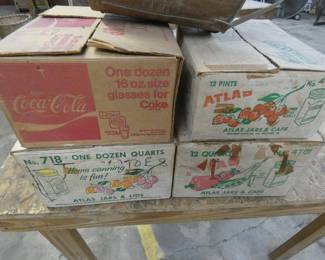 Coca-Cola
One dozen
16 oz. size
glasses for
Coke
12 PINTS
No.
ATLAS
ATLAS JARS & CAPS
No. 71B - ONE DOZEN QUARTS
Home canning
is fun!
ATLAS JARS & LIDS
12 QUARTS
ATLAS JARS & CAPS